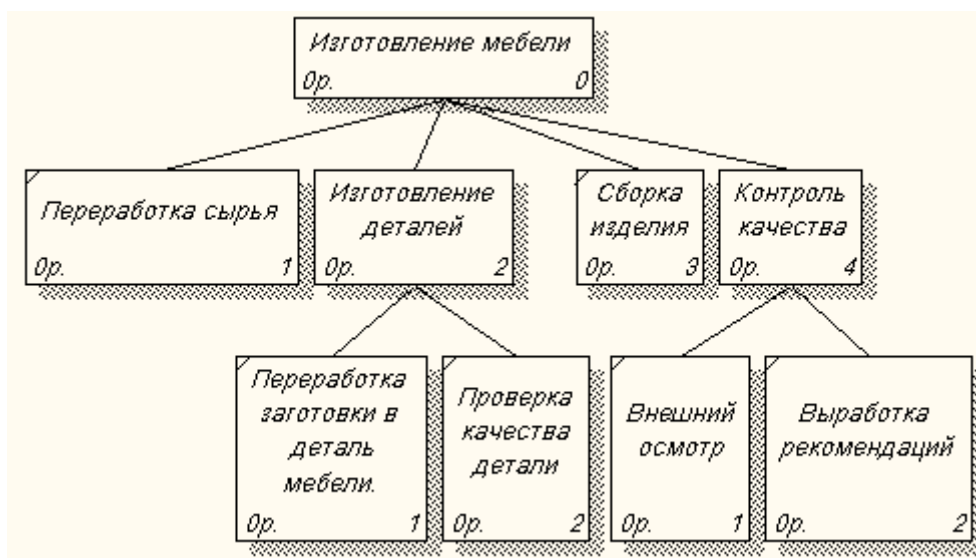 Изготовление мебели
0р. 0
Переработка сырья
0р. 1
Изготовление
деталей
0р. 2
Сборка
изделия
0р. 3
Контроль
качества
0р. 4
Переработка
заготовки в
деталь
мебели.
0р. 1
Проверка
качества
детали
0р. 2
Внешний
осмотр
0р. 1
Выработка
рекомендаций
0р. 2